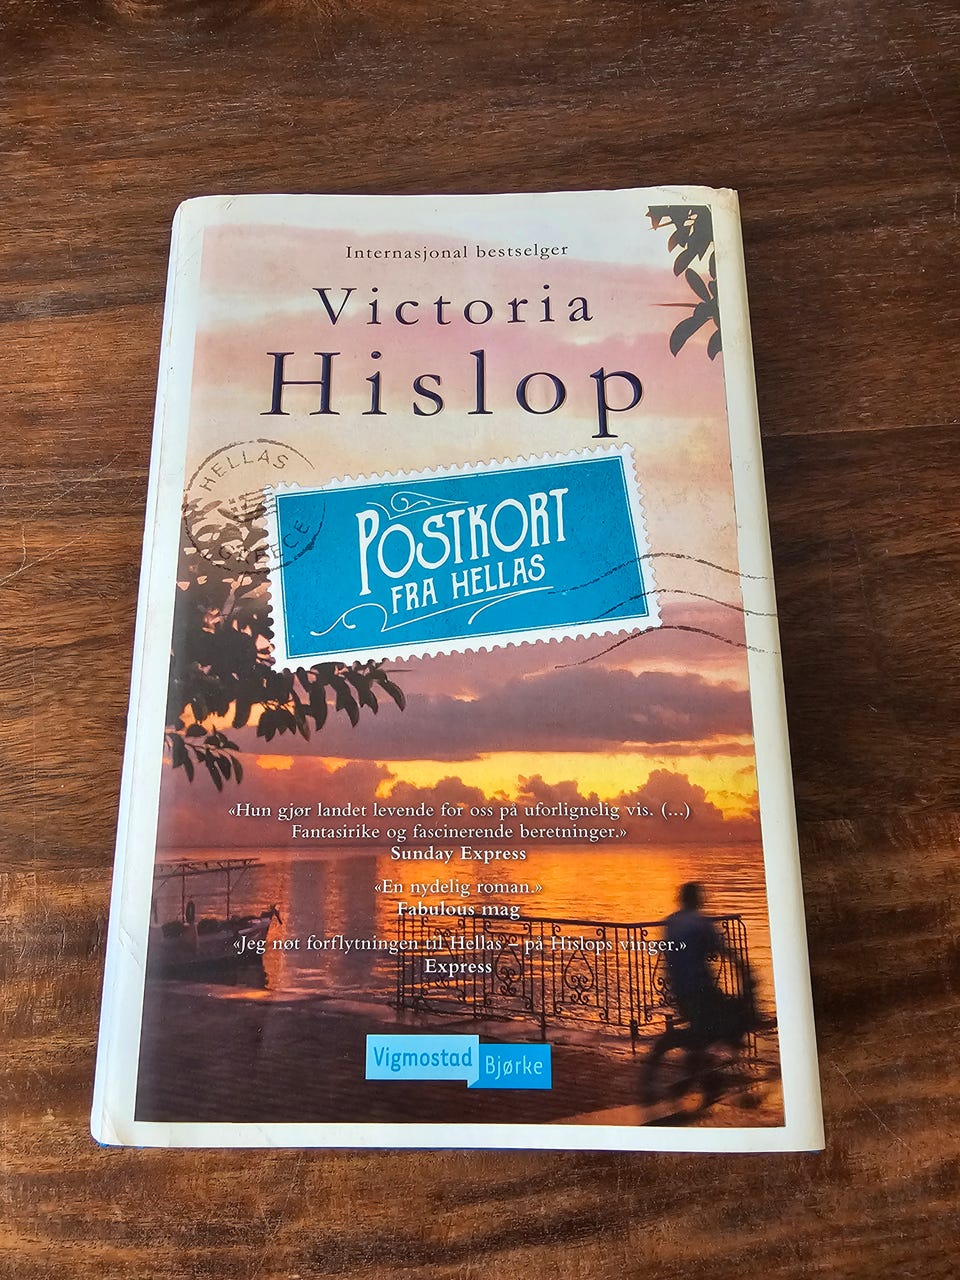 Internasjonal bestselger
Victoria
Hislop
HELLAS
GREECE
POSTKORT
FRA HELLAS
«Hun gjør landet levende for oss på uforlignelig vis. (...)
Fantasirike og fascinerende beretninger.»
Sunday Express
«En nydelig roman.»
Fabulous mag
«Jeg nøt forflytningen til Hellas – på Hislops vinger.»
Express
Vigmostad
Bjørke